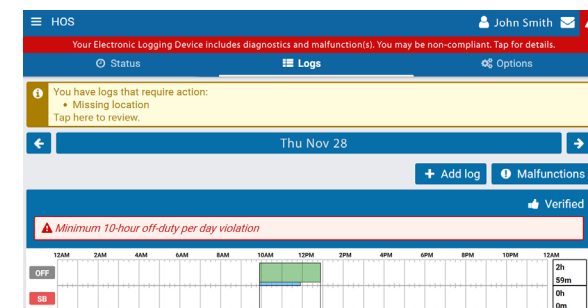 HOS John Smith
Your Electronic Logging Device includes diagnostics and malfunction(s). You may be non-compliant. Tap for details.
Status Logs Options
You have logs that require action:
• Missing location
Tap here to review.
Thu Nov 28
+ Add log Malfunctions
Verified
Minimum 10-hour off-duty per day violation
12AM 2AM 4AM 6AM 8AM 10AM 12PM 2PM 4PM 6PM 8PM 10PM 12AM
OFF 2h
59m
SB 0h
0m